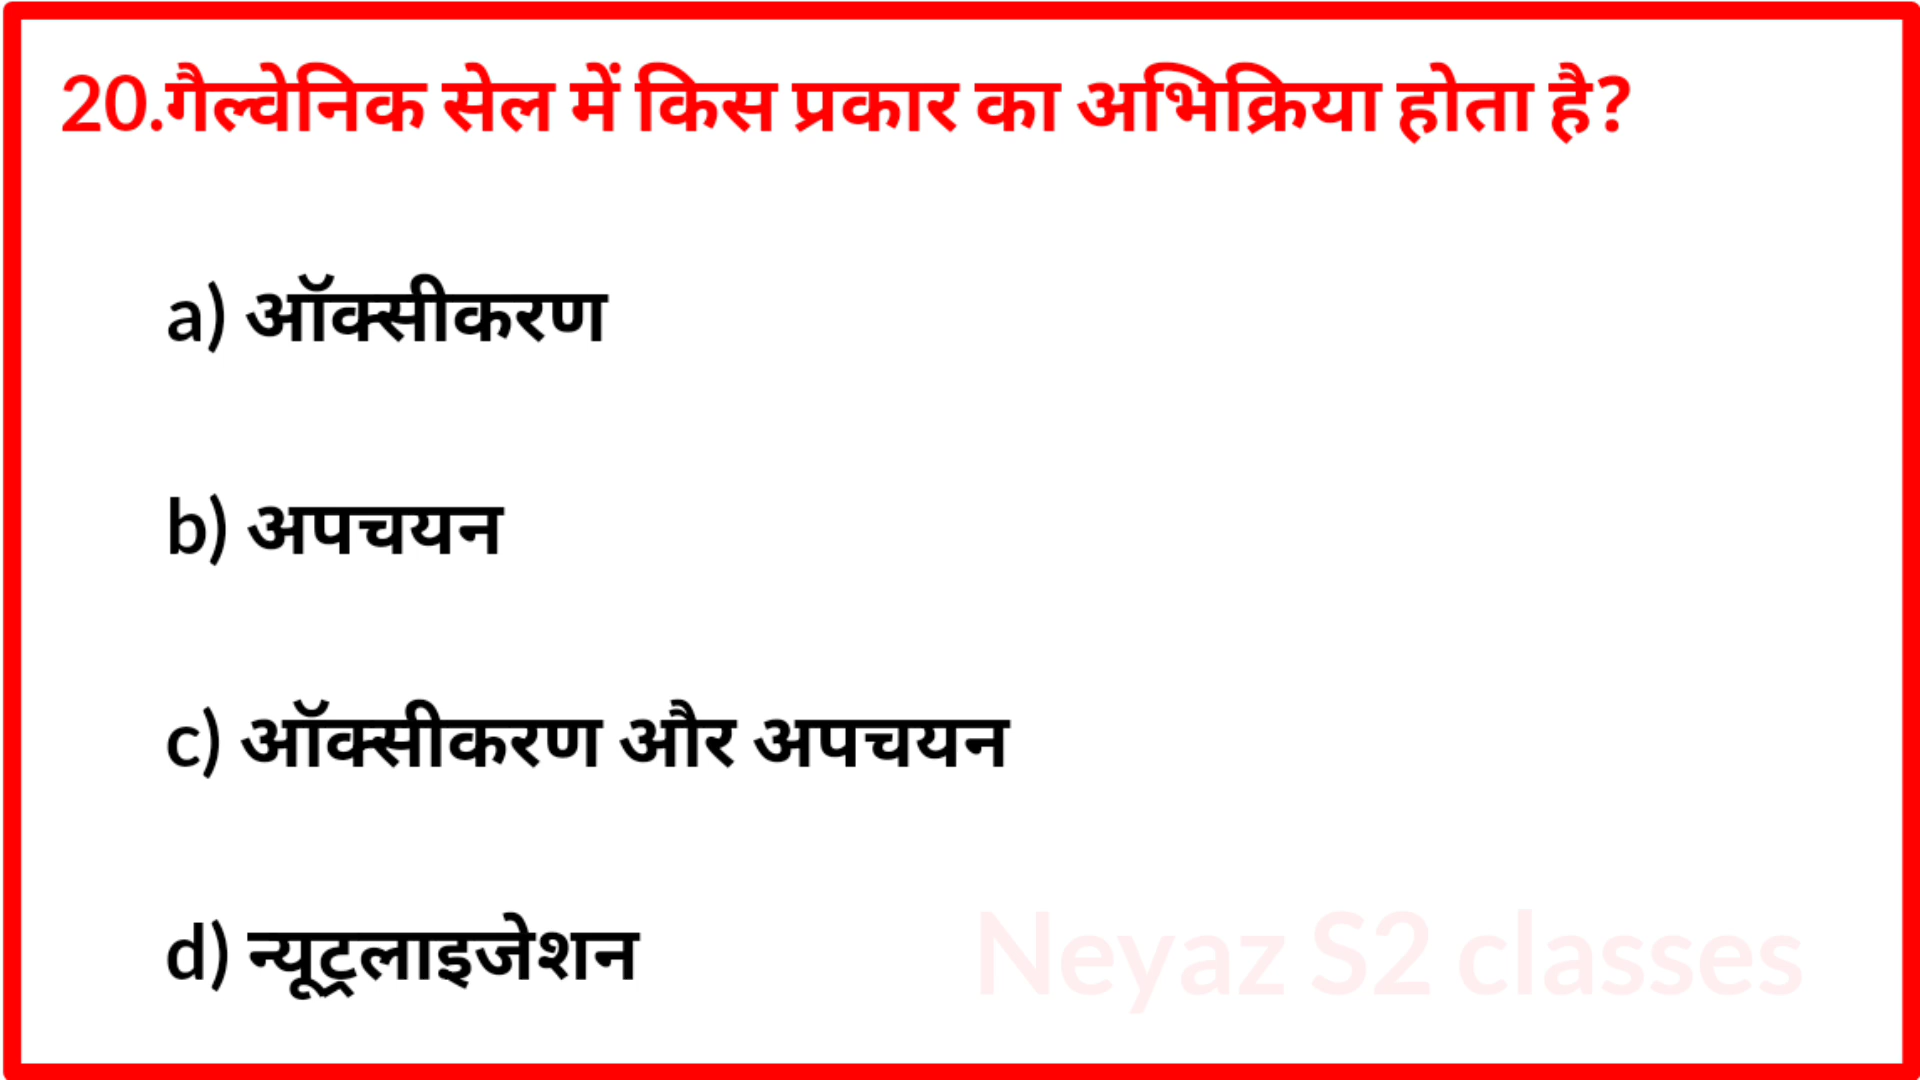 20.गैल्वेनिक सेल में किस प्रकार का अभिक्रिया होता है?
a) ऑक्सीकरण
b) अपचयन
c) ऑक्सीकरण और अपचयन
d) न्यूट्रलाइजेशन
Neyaz S2 classes